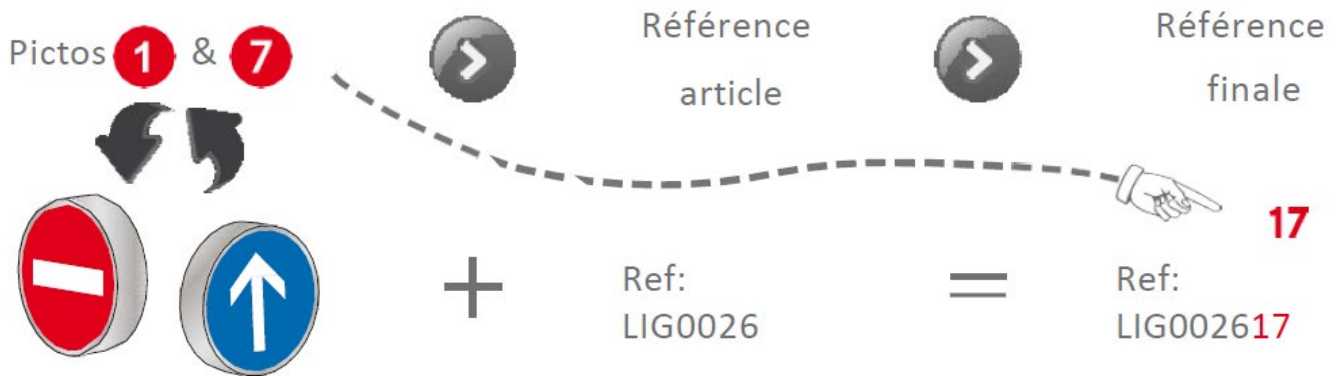 Pictos 1 & 7
Référence
article
Référence
finale
17
+
Ref:
LIG0026
=
Ref:
LIG002617